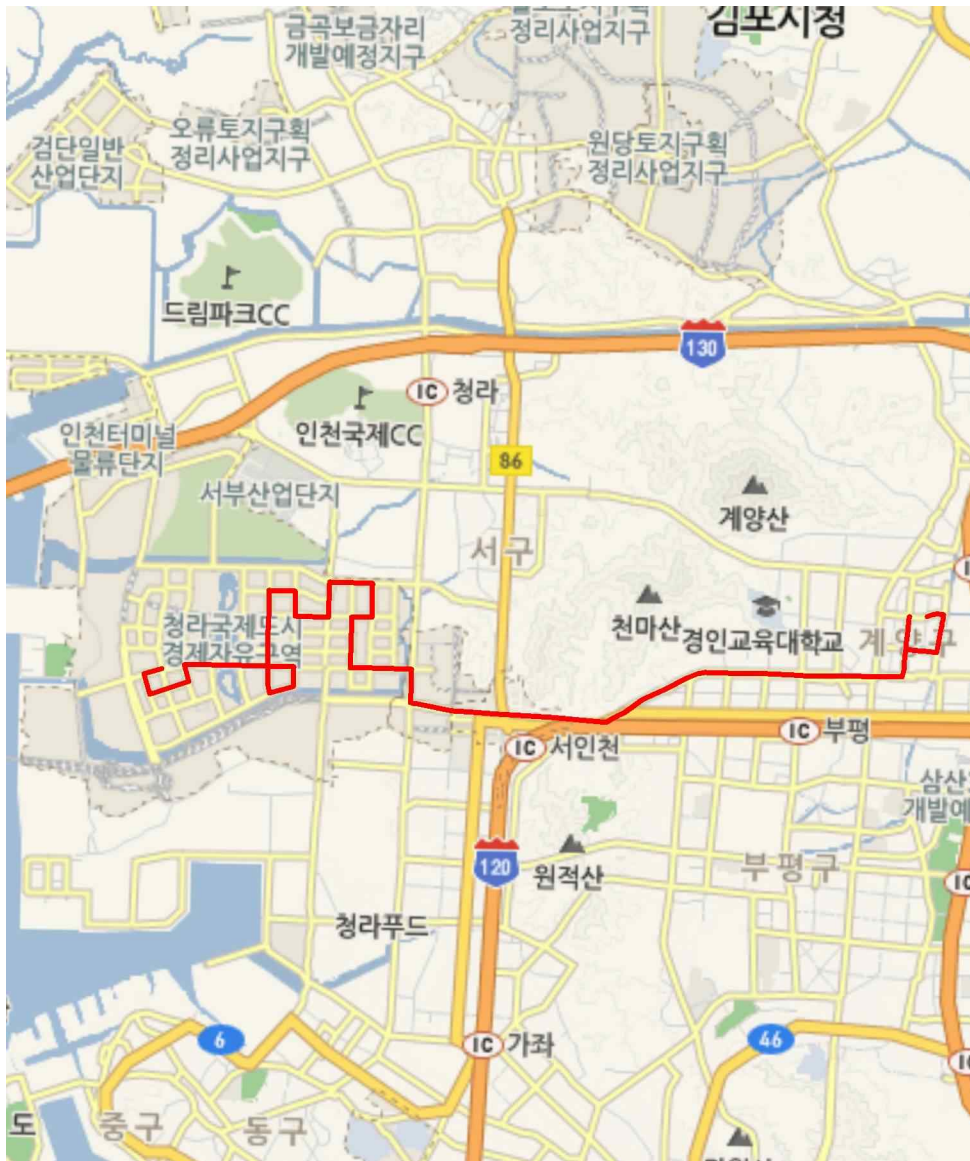 금곡보금자리
개발예정지구
정리사업지구
김포시청
오류토지구획
정리사업지구
검단일반
산업단지
원당토지구획
정리사업지구
드림파크CC
130
IC 청라
인천국제CC
인천터미널
물류단지
86
서부산업단지
계양산
서구
천마산
경인교육대학교
계양구
청라국제도시
경제자유구역
IC 부평
IC 서인천
120
원적산
부평구
IC
청라푸드
6
IC 가좌
46
IC
도
중구
동구